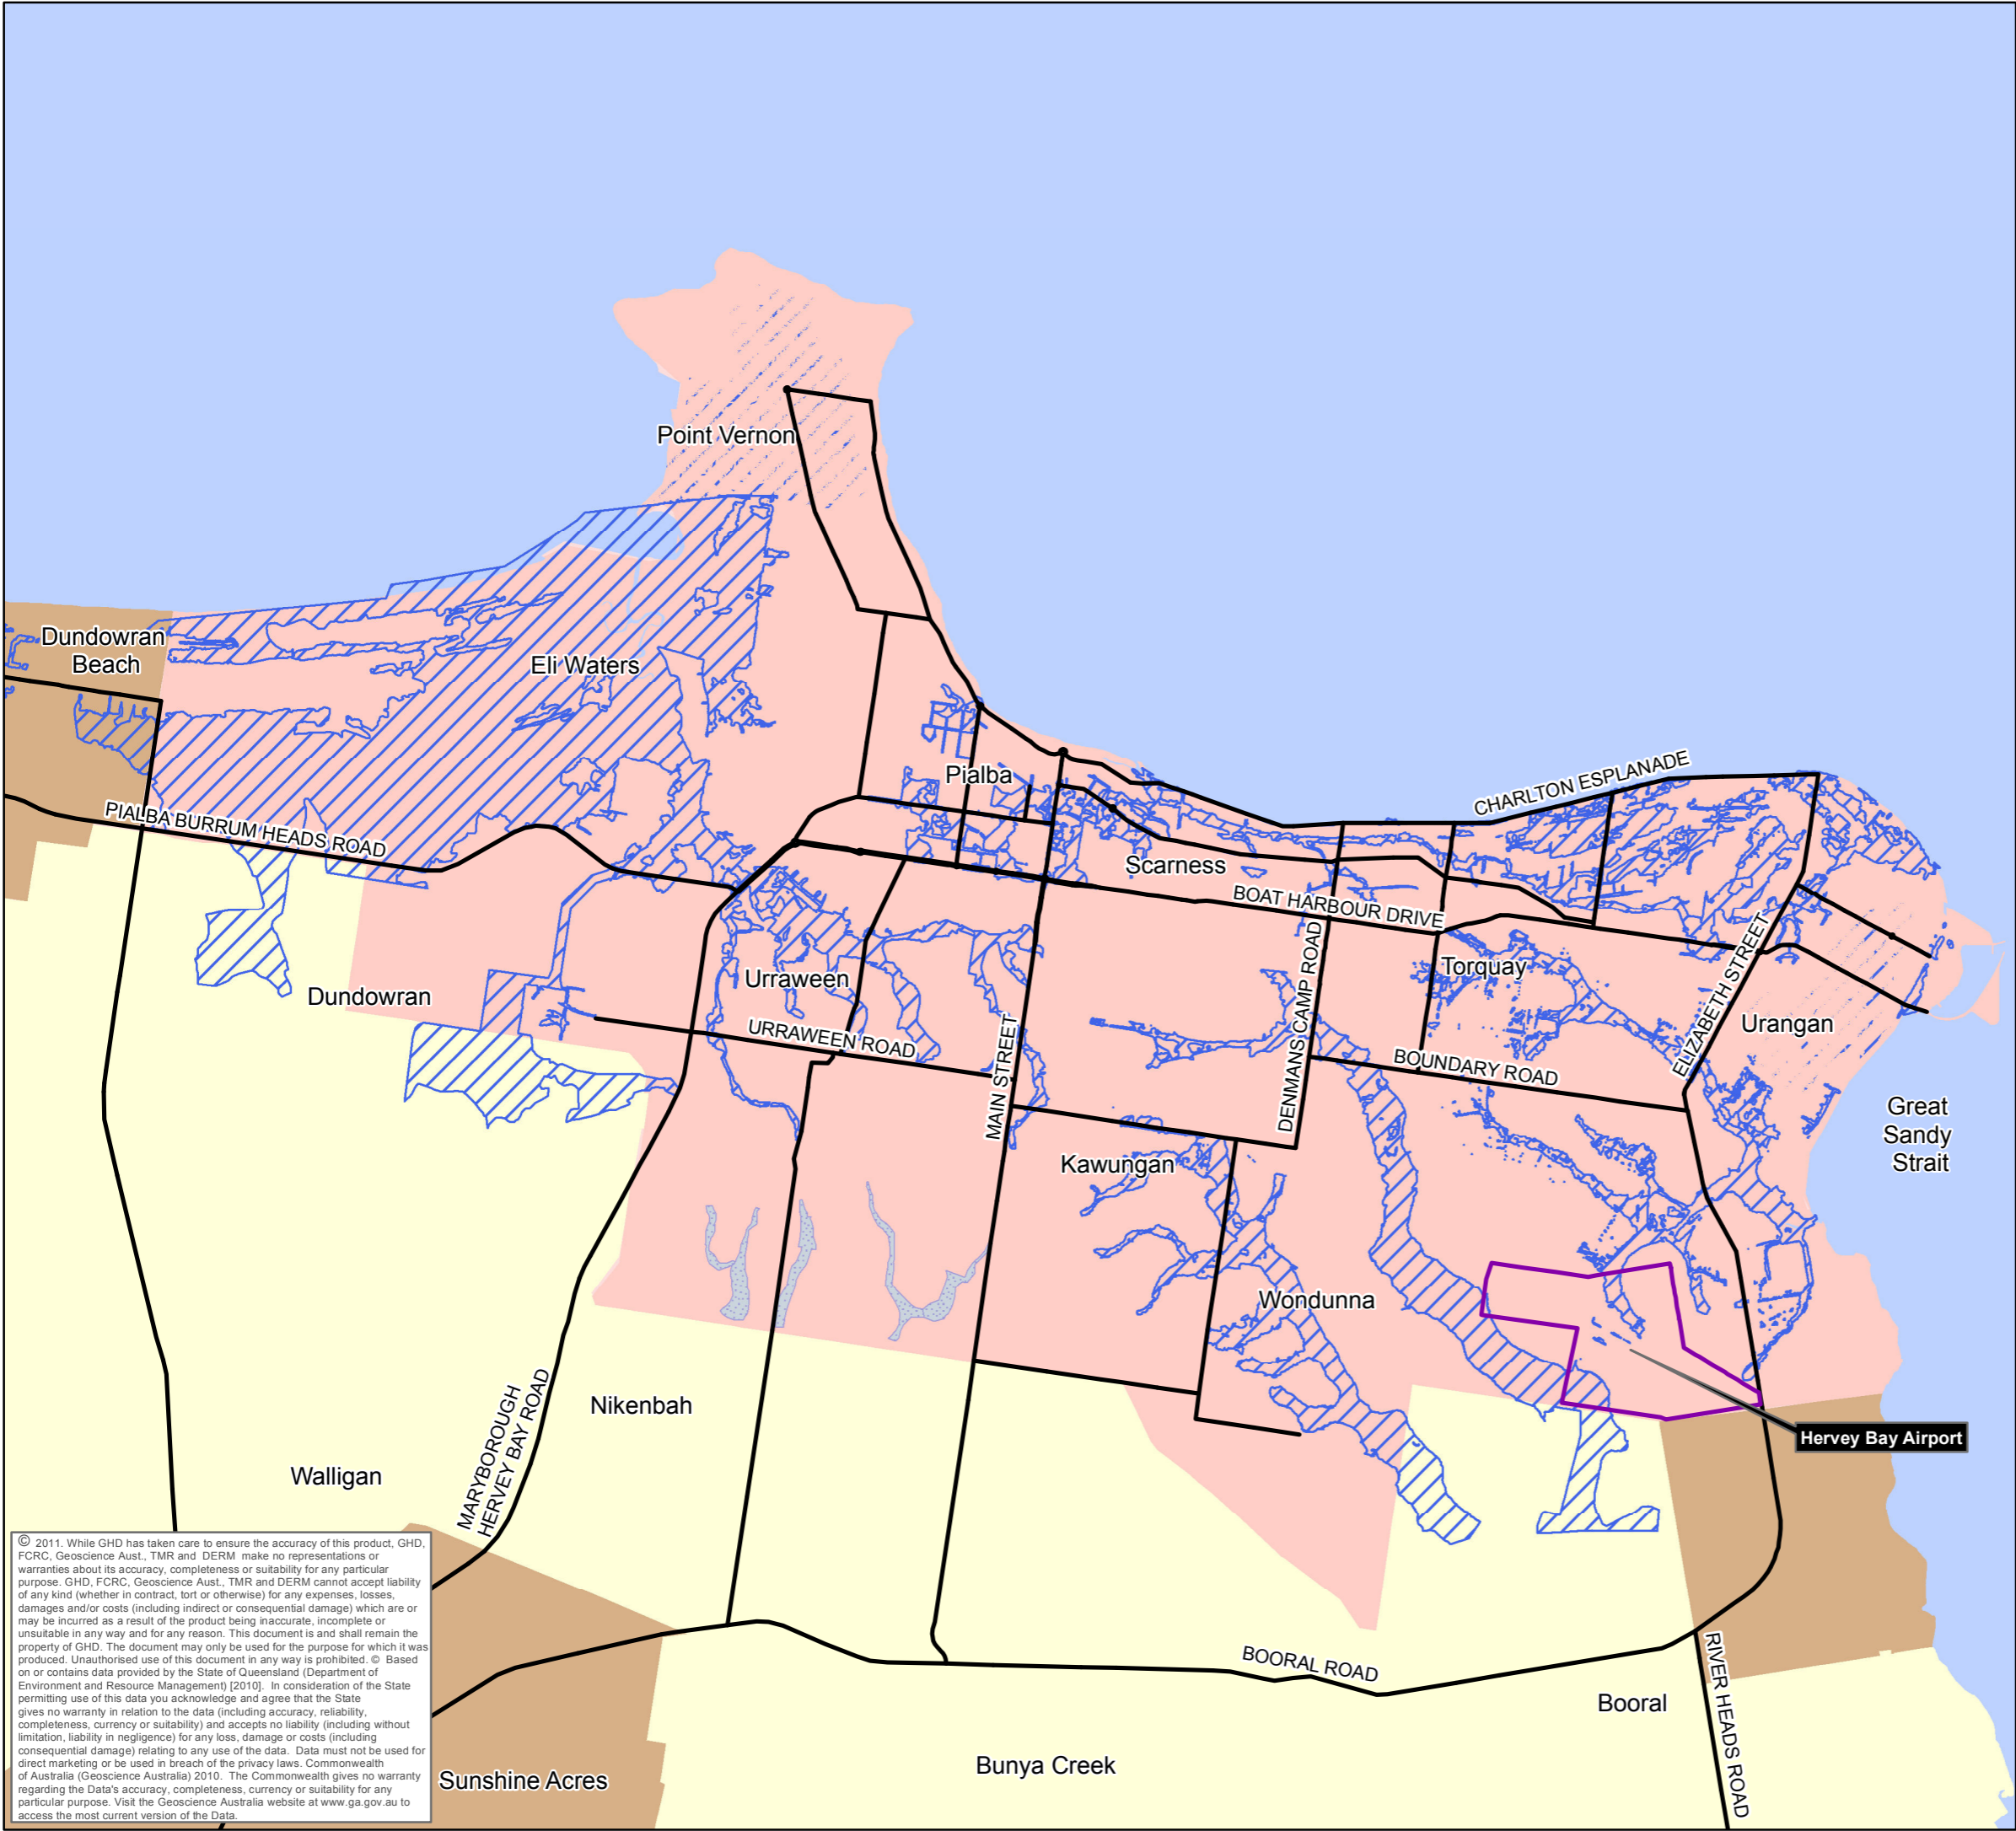 Point Vernon
Dundowran
Beach
Eli Waters
Pialba
CHARLTON ESPLANADE
PIALBA BURRUM HEADS ROAD
Scarness
BOAT HARBOUR DRIVE
Dundowran
Urraween
URRAWEEN ROAD
MAIN STREET
DENMANS CAMP ROAD
Torquay
BOUNDARY ROAD
ELIZABETH STREET
Urangan
Great
Sandy
Strait
Kawungan
Wondunna
Hervey Bay Airport
Nikenbah
MARYBOROUGH
HERVEY BAY ROAD
Walligan
BOORAL ROAD
RIVER HEADS ROAD
Booral
Bunya Creek
Sunshine Acres
© 2011. While GHD has taken care to ensure the accuracy of this product, GHD,
FCRC, Geoscience Aust., TMR and DERM make no representations or
warranties about its accuracy, completeness or suitability for any particular
purpose. GHD, FCRC, Geoscience Aust., TMR and DERM cannot accept liability
of any kind (whether in contract, tort or otherwise) for any expenses, losses,
damages and/or costs (including indirect or consequential damage) which are or
may be incurred as a result of the product being inaccurate, incomplete or
unsuitable in any way and for any reason. This document is and shall remain the
property of GHD. The document may only be used for the purpose for which it was
produced. Unauthorised use of this document in any way is prohibited. © Based
on or contains data provided by the State of Queensland (Department of
Environment and Resource Management) [2010]. In consideration of the State
permitting use of this data you acknowledge and agree that the State
gives no warranty in relation to the data (including accuracy, reliability,
completeness, currency or suitability) and accepts no liability (including without
limitation, liability in negligence) for any loss, damage or costs (including
consequential damage) relating to any use of the data. Data must not be used for
direct marketing or be used in breach of the privacy laws. Commonwealth
of Australia (Geoscience Australia) 2010. The Commonwealth gives no warranty
regarding the Data's accuracy, completeness, currency or suitability for any
particular purpose. Visit the Geoscience Australia website at www.ga.gov.au to
access the most current version of the Data.